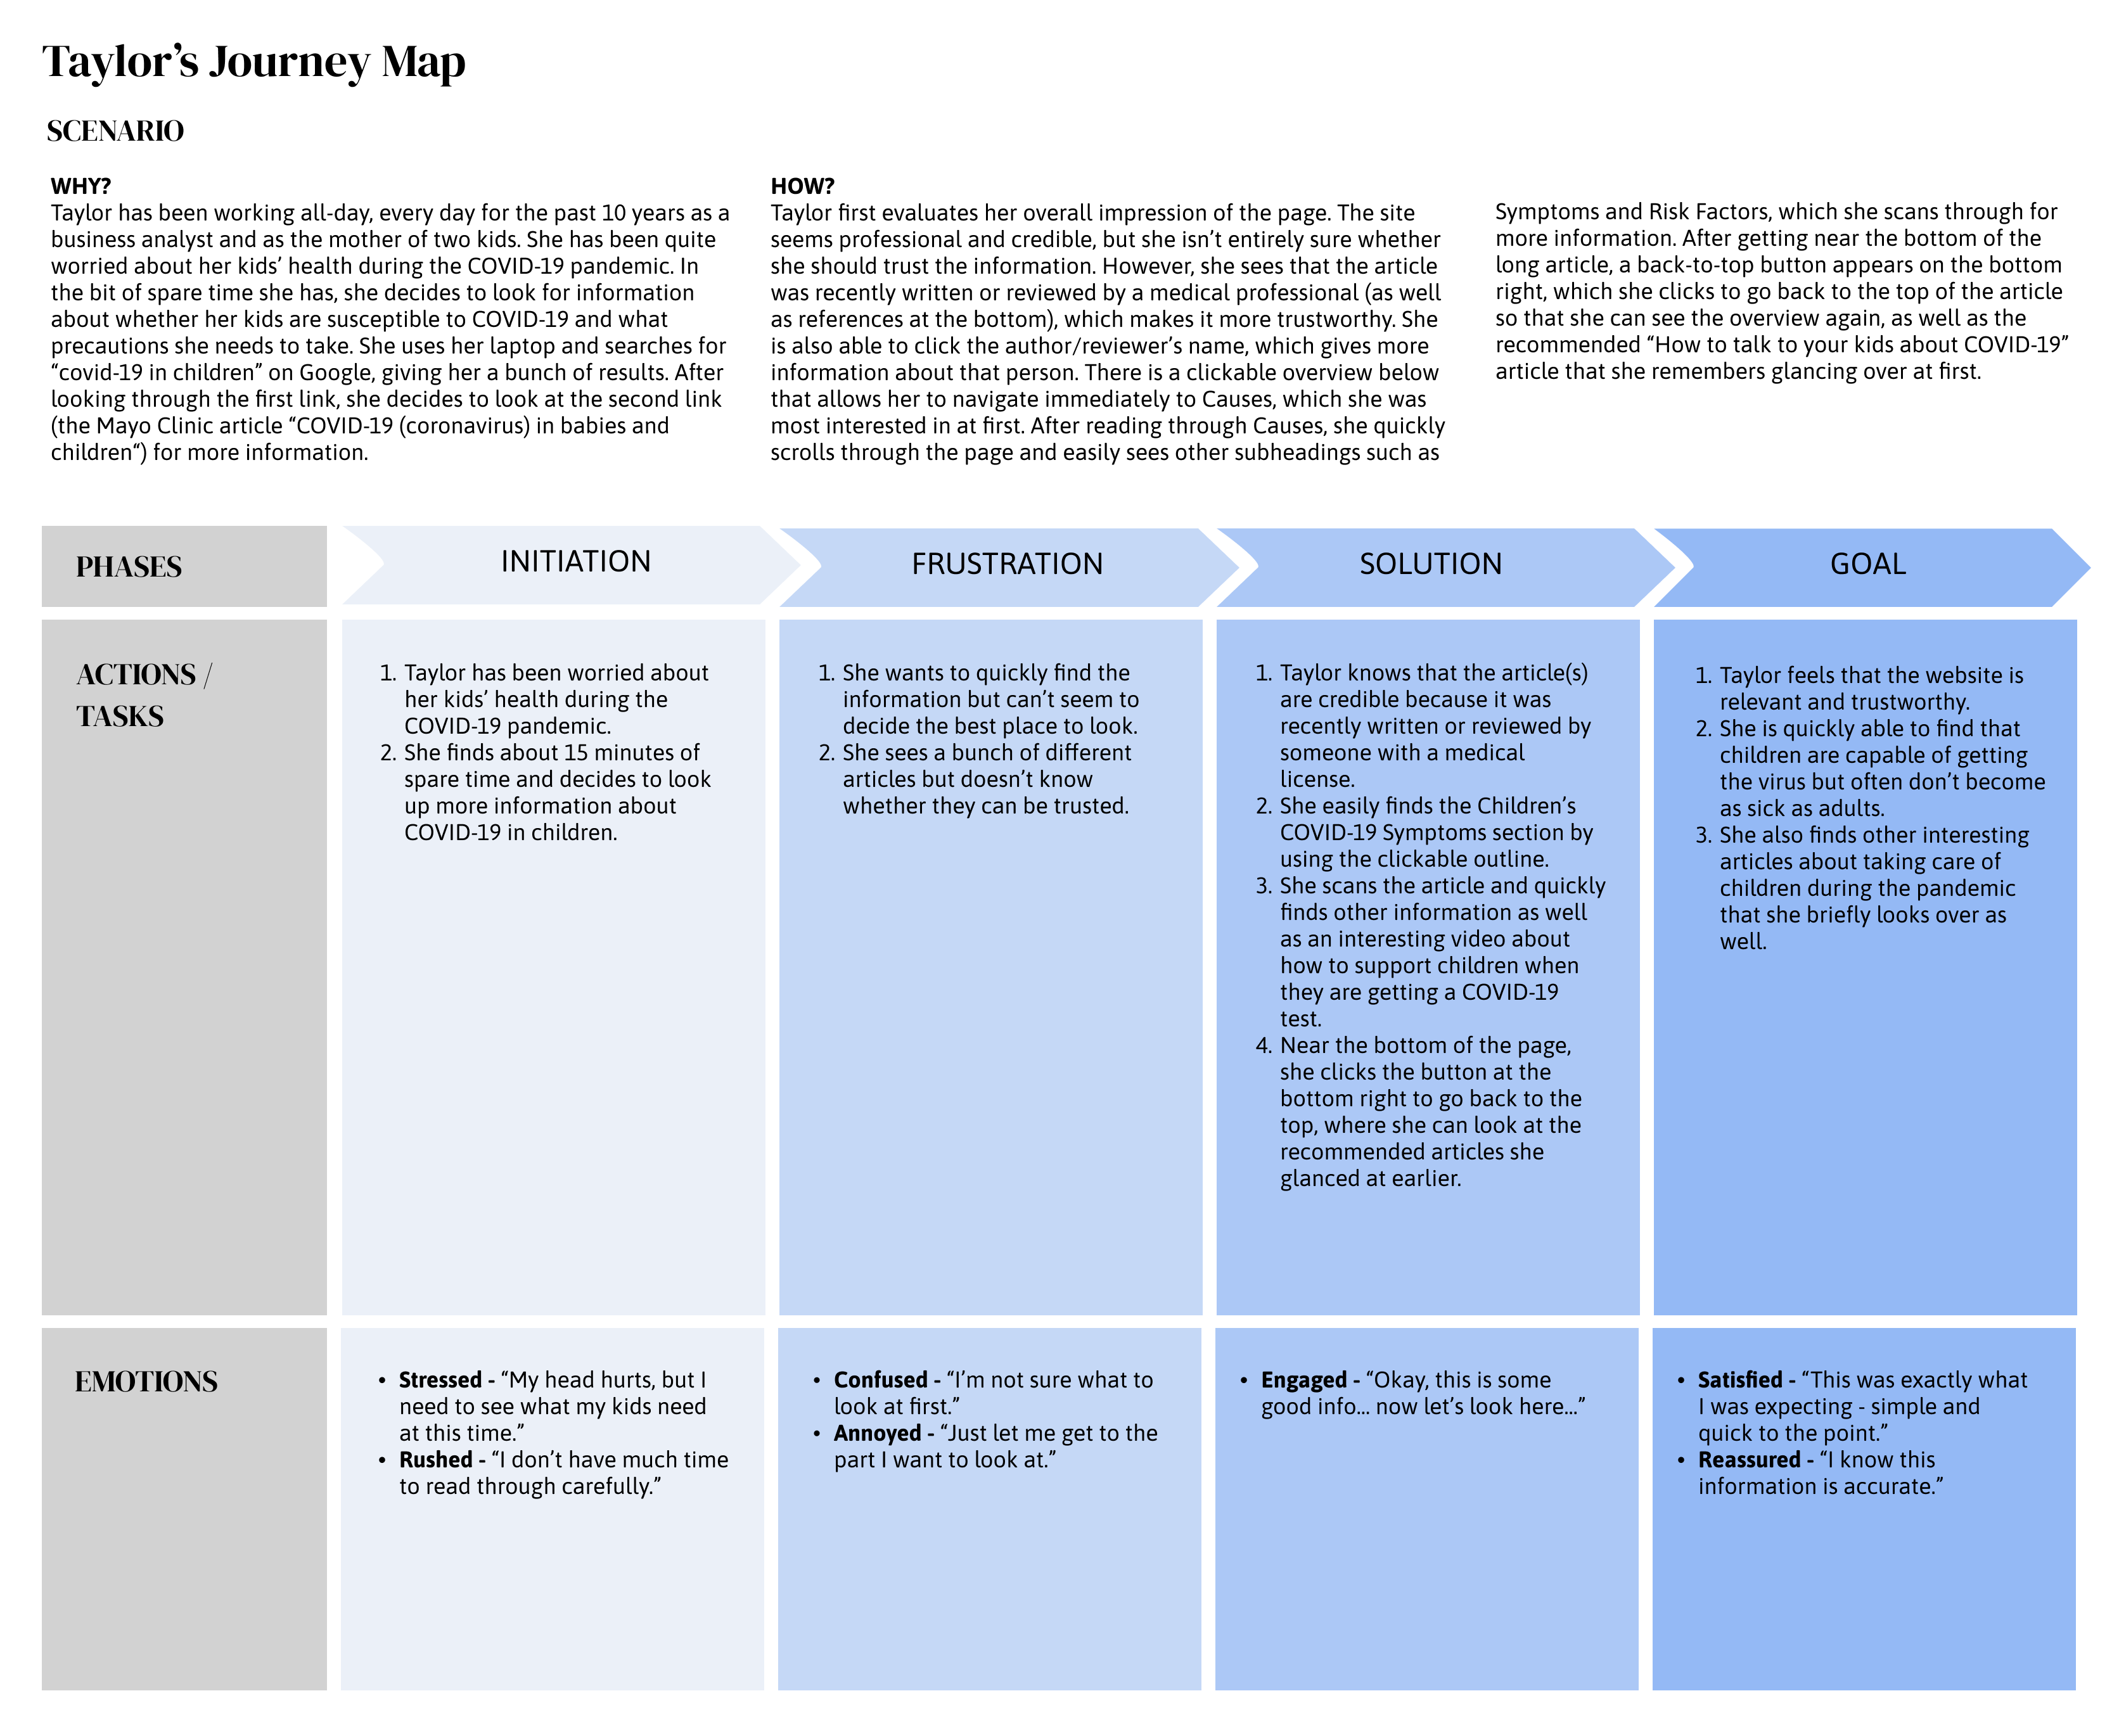 Taylor’s Journey Map
SCENARIO
WHY?
Taylor has been working all-day, every day for the past 10 years as a
business analyst and as the mother of two kids. She has been quite
worried about her kids’ health during the COVID-19 pandemic. In
the bit of spare time she has, she decides to look for information
about whether her kids are susceptible to COVID-19 and what
precautions she needs to take. She uses her laptop and searches for
“covid-19 in children” on Google, giving her a bunch of results. After
looking through the first link, she decides to look at the second link
(the Mayo Clinic article “COVID-19 (coronavirus) in babies and
children“) for more information.
HOW?
Taylor first evaluates her overall impression of the page. The site
seems professional and credible, but she isn’t entirely sure whether
she should trust the information. However, she sees that the article
was recently written or reviewed by a medical professional (as well
as references at the bottom), which makes it more trustworthy. She
is also able to click the author/reviewer’s name, which gives more
information about that person. There is a clickable overview below
that allows her to navigate immediately to Causes, which she was
most interested in at first. After reading through Causes, she quickly
scrolls through the page and easily sees other subheadings such as
Symptoms and Risk Factors, which she scans through for
more information. After getting near the bottom of the
long article, a back-to-top button appears on the bottom
right, which she clicks to go back to the top of the article
so that she can see the overview again, as well as the
recommended “How to talk to your kids about COVID-19”
article that she remembers glancing over at first.
PHASES
INITIATION
FRUSTRATION
SOLUTION
GOAL
ACTIONS /
TASKS
1. Taylor has been worried about
her kids’ health during the
COVID-19 pandemic.
2. She finds about 15 minutes of
spare time and decides to look
up more information about
COVID-19 in children.
1. She wants to quickly find the
information but can’t seem to
decide the best place to look.
2. She sees a bunch of different
articles but doesn’t know
whether they can be trusted.
1. Taylor knows that the article(s)
are credible because it was
recently written or reviewed by
someone with a medical
license.
2. She easily finds the Children’s
COVID-19 Symptoms section by
using the clickable outline.
3. She scans the article and quickly
finds other information as well
as an interesting video about
how to support children when
they are getting a COVID-19
test.
4. Near the bottom of the page,
she clicks the button at the
bottom right to go back to the
top, where she can look at the
recommended articles she
glanced at earlier.
1. Taylor feels that the website is
relevant and trustworthy.
2. She is quickly able to find that
children are capable of getting
the virus but often don’t become
as sick as adults.
3. She also finds other interesting
articles about taking care of
children during the pandemic
that she briefly looks over as
well.
EMOTIONS
• Stressed - “My head hurts, but I
need to see what my kids need
at this time.”
• Rushed - “I don’t have much time
to read through carefully.”
• Confused - “I’m not sure what to
look at first.”
• Annoyed - “Just let me get to the
part I want to look at.”
• Engaged - “Okay, this is some
good info... now let’s look here...”
• Satisfied - “This was exactly what
I was expecting - simple and
quick to the point.”
• Reassured - “I know this
information is accurate.”